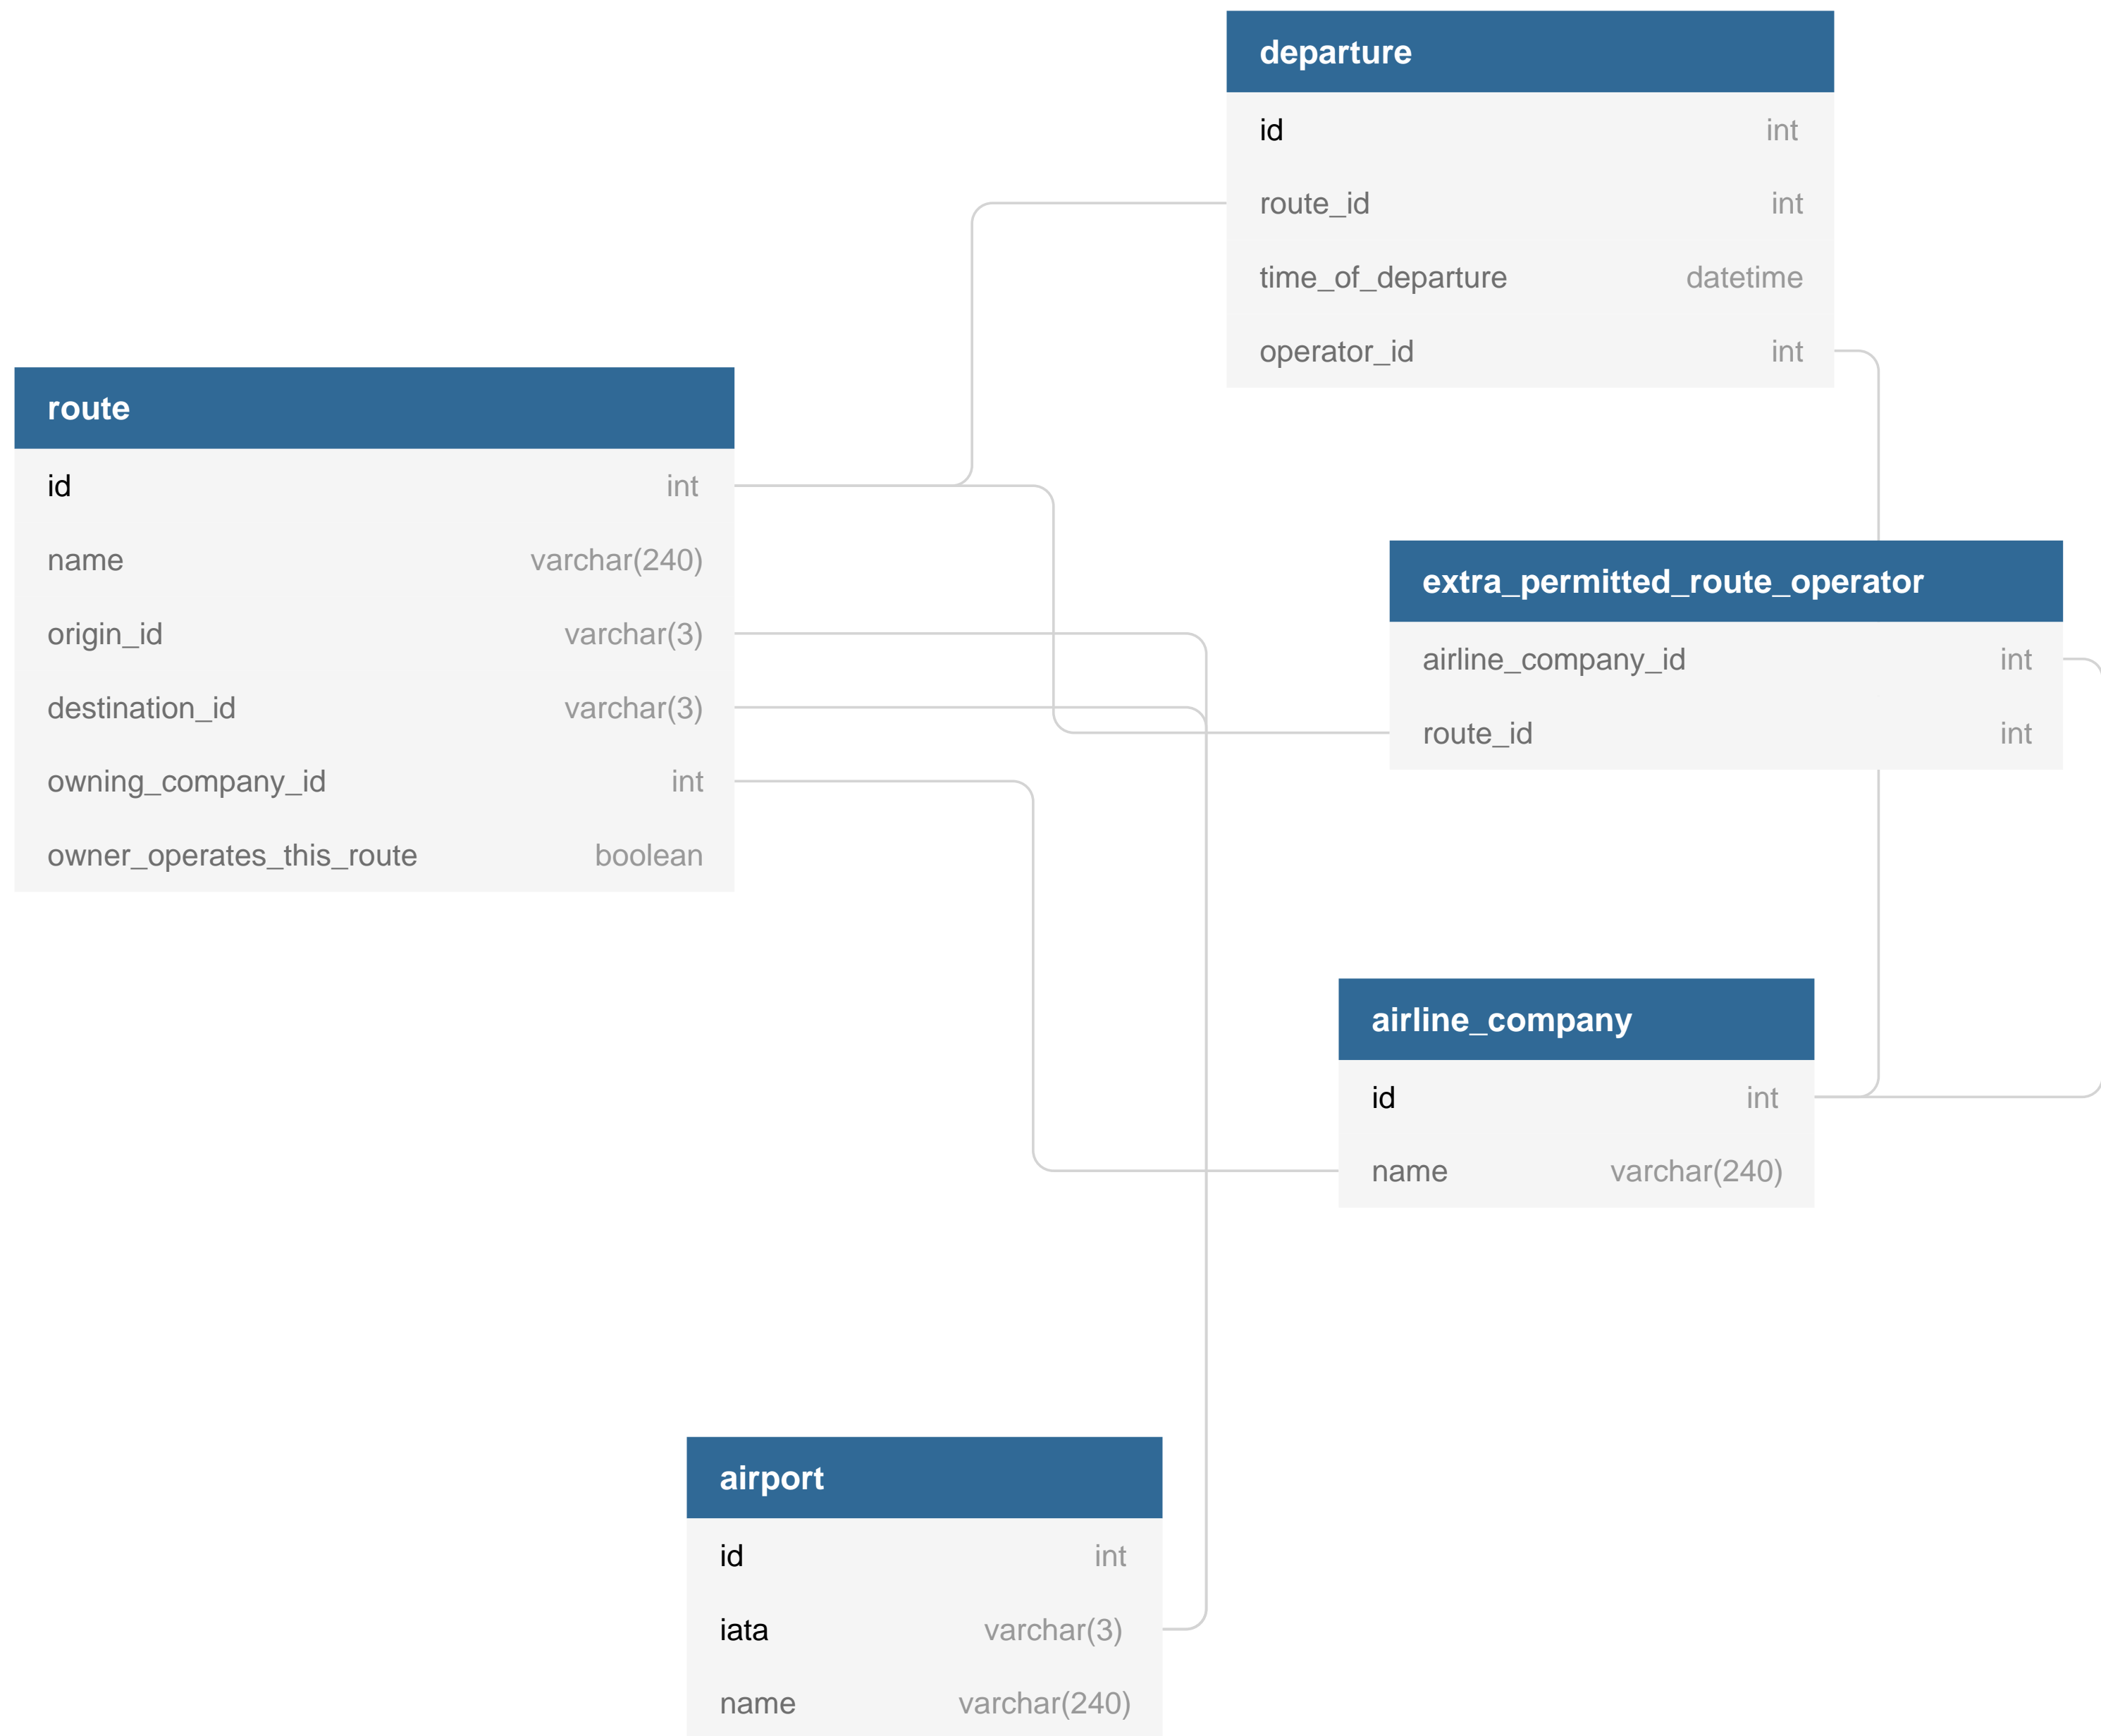 departure
id int
route_id int
time_of_departure datetime
operator_id int
route
id int
name varchar(240)
origin_id varchar(3)
destination_id varchar(3)
owning_company_id int
owner_operates_this_route boolean
extra_permitted_route_operator
airline_company_id int
route_id int
airline_company
id int
name varchar(240)
airport
id int
iata varchar(3)
name varchar(240)